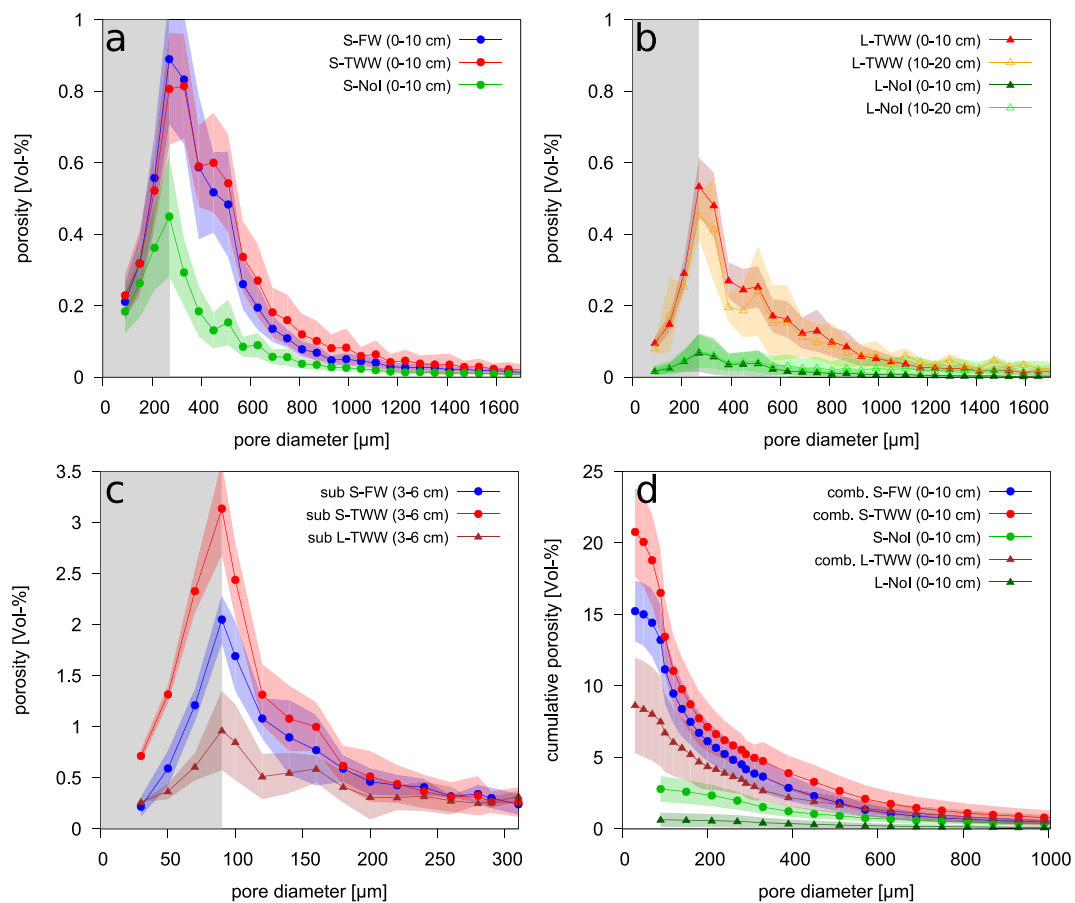 a
S-FW (0-10 cm)
S-TWW (0-10 cm)
S-NoI (0-10 cm)
porosity [Vol-%]
0
0.2
0.4
0.6
0.8
1
0 200 400 600 800 1000 1200 1400 1600
pore diameter [µm]
b
L-TWW (0-10 cm)
L-TWW (10-20 cm)
L-NoI (0-10 cm)
L-NoI (10-20 cm)
porosity [Vol-%]
0
0.2
0.4
0.6
0.8
1
0 200 400 600 800 1000 1200 1400 1600
pore diameter [µm]
c
sub S-FW (3-6 cm)
sub S-TWW (3-6 cm)
sub L-TWW (3-6 cm)
porosity [Vol-%]
0
0.5
1
1.5
2
2.5
3
3.5
0 50 100 150 200 250 300
pore diameter [µm]
d
comb. S-FW (0-10 cm)
comb. S-TWW (0-10 cm)
S-NoI (0-10 cm)
comb. L-TWW (0-10 cm)
L-NoI (0-10 cm)
cumulative porosity [Vol-%]
0
5
10
15
20
25
0 200 400 600 800 1000
pore diameter [µm]